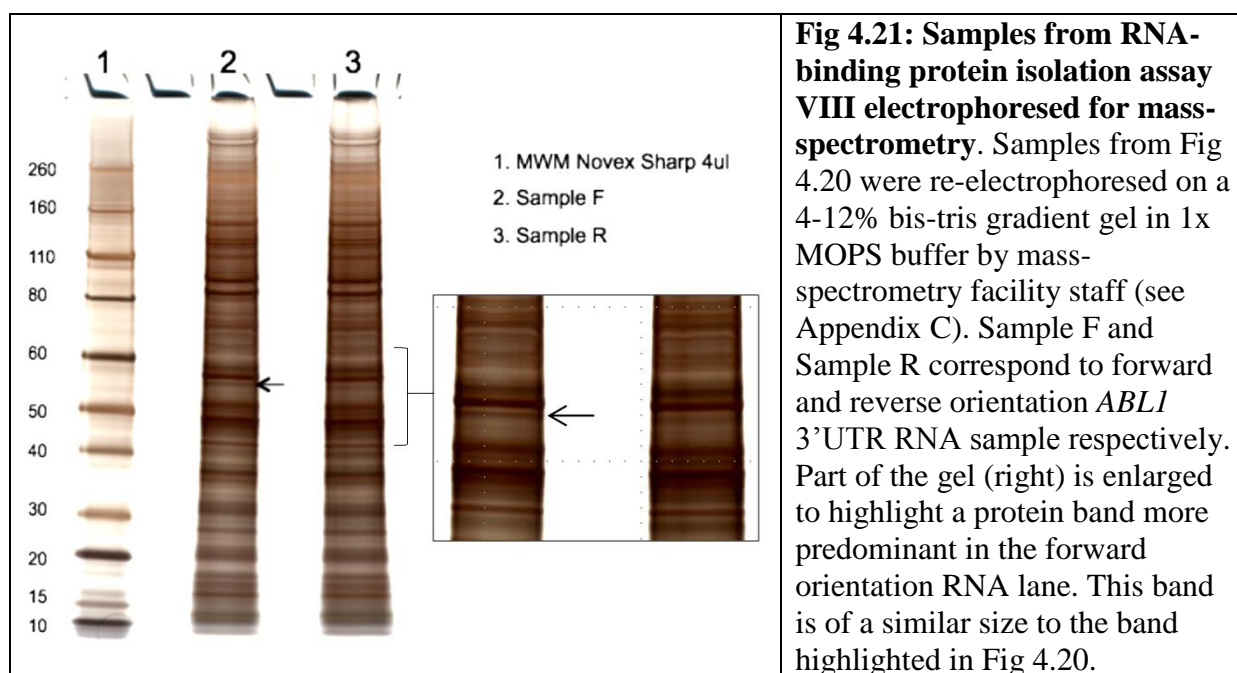 1 2 3
260
160
110
80
60
50
40
30
20
15
10
1. MWM Novex Sharp 4ul
2. Sample F
3. Sample R
Fig 4.21: Samples from RNA-
binding protein isolation assay
VIII electrophoresed for mass-
spectrometry. Samples from Fig
4.20 were re-electrophoresed on a
4-12% bis-tris gradient gel in 1x
MOPS buffer by mass-
spectrometry facility staff (see
Appendix C). Sample F and
Sample R correspond to forward
and reverse orientation ABL1
3’UTR RNA sample respectively.
Part of the gel (right) is enlarged
to highlight a protein band more
predominant in the forward
orientation RNA lane. This band
is of a similar size to the band
highlighted in Fig 4.20.